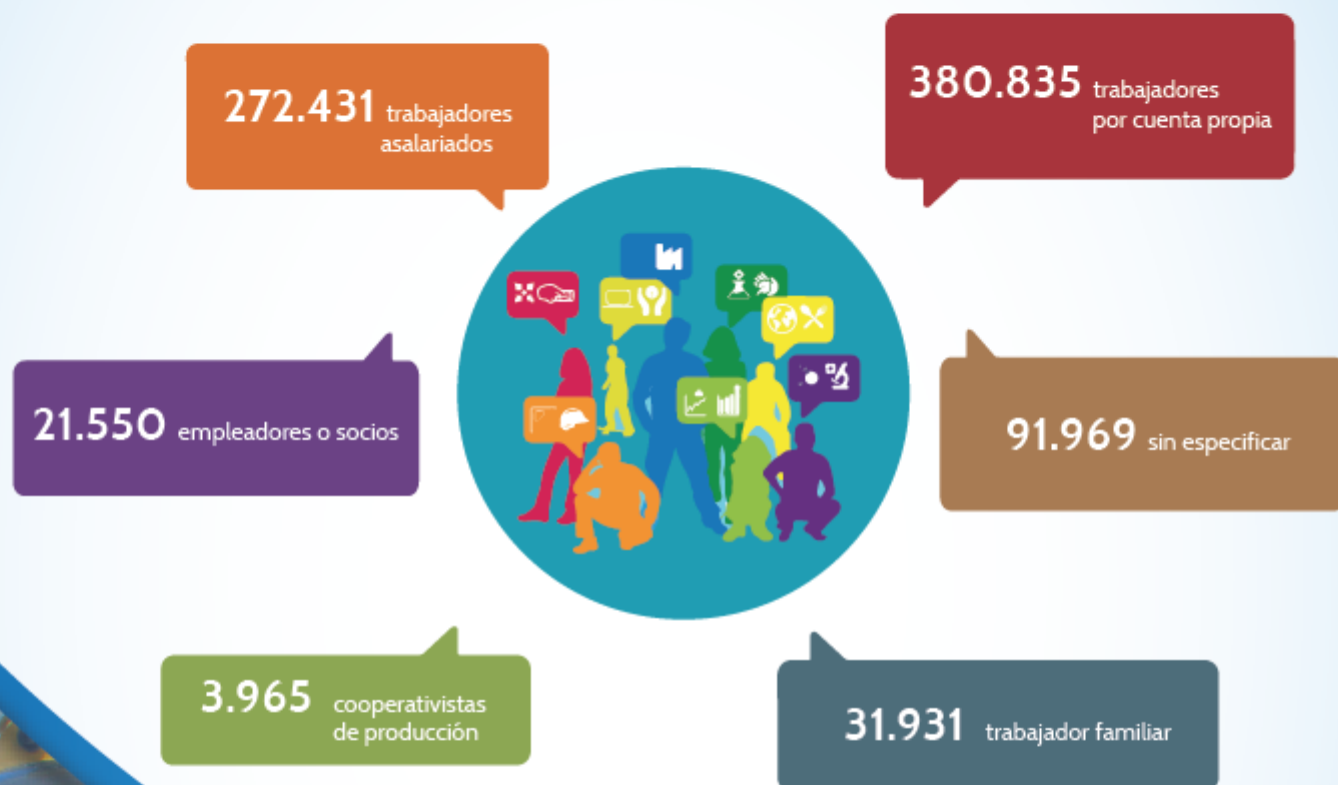 272.431 trabajadores
asalariados
380.835 trabajadores
por cuenta propia
21.550 empleadores o socios
91.969 sin especificar
3.965 cooperativistas
de producción
31.931 trabajador familiar